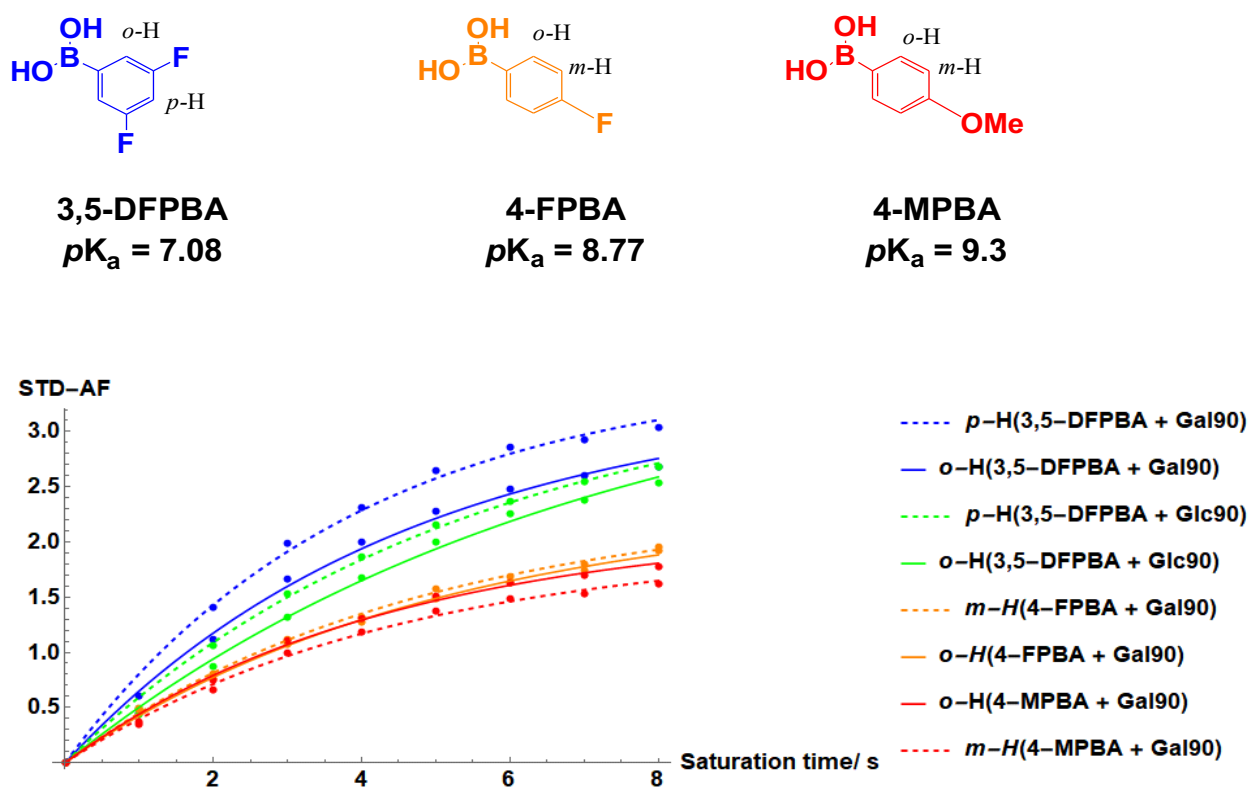 OH
HO
B
o-H
F
p-H
F
OH
HO
B
o-H
m-H
F
OH
HO
B
o-H
m-H
OMe
3,5-DFPBA
pKa = 7.08
4-FPBA
pKa = 8.77
4-MPBA
pKa = 9.3
STD–AF
3.0
2.5
2.0
1.5
1.0
0.5
2
4
6
8
Saturation time/ s
p–H(3,5–DFPBA + Gal90)
o–H(3,5–DFPBA + Gal90)
p–H(3,5–DFPBA + Glc90)
o–H(3,5–DFPBA + Glc90)
m–H(4–FPBA + Gal90)
o–H(4–FPBA + Gal90)
o–H(4–MPBA + Gal90)
m–H(4–MPBA + Gal90)